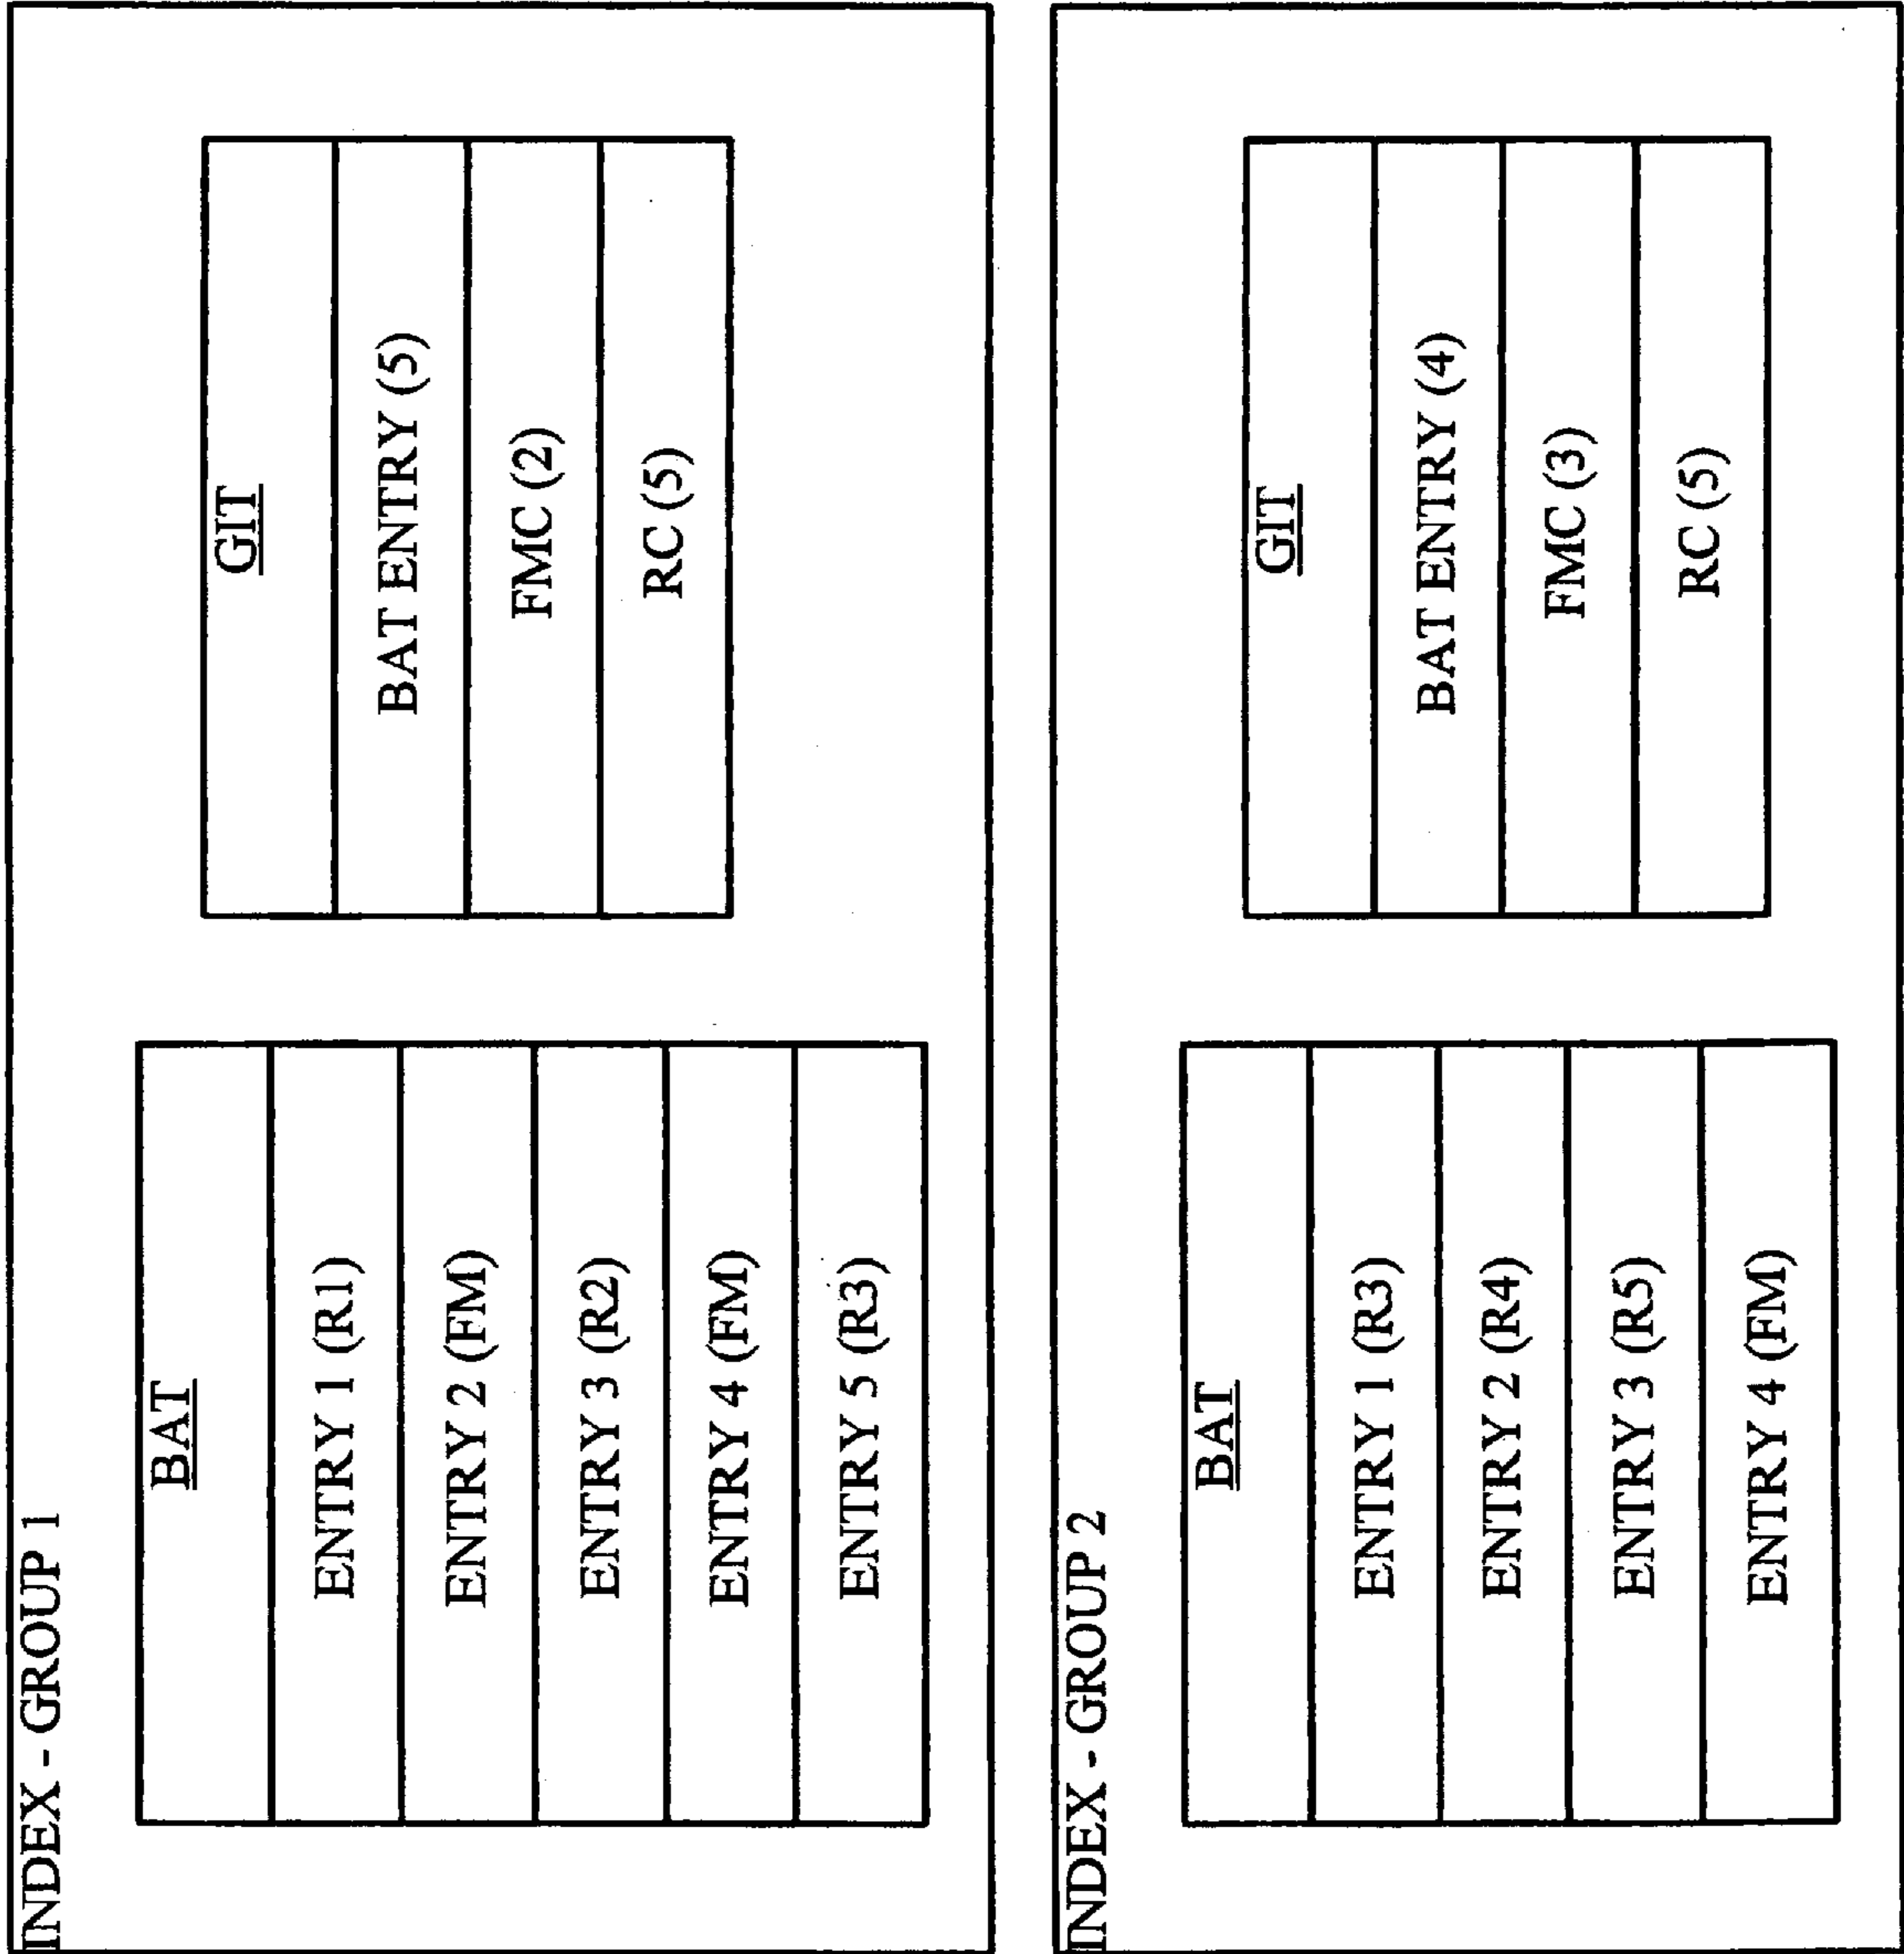 INDEX - GROUP 1
BAT
ENTRY 1 (R1)
ENTRY 2 (FM)
ENTRY 3 (R2)
ENTRY 4 (FM)
ENTRY 5 (R3)
GIT
BAT ENTRY (5)
FMC (2)
RC (5)
INDEX - GROUP 2
BAT
ENTRY 1 (R3)
ENTRY 2 (R4)
ENTRY 3 (R5)
ENTRY 4 (FM)
GIT
BAT ENTRY (4)
FMC (3)
RC (5)